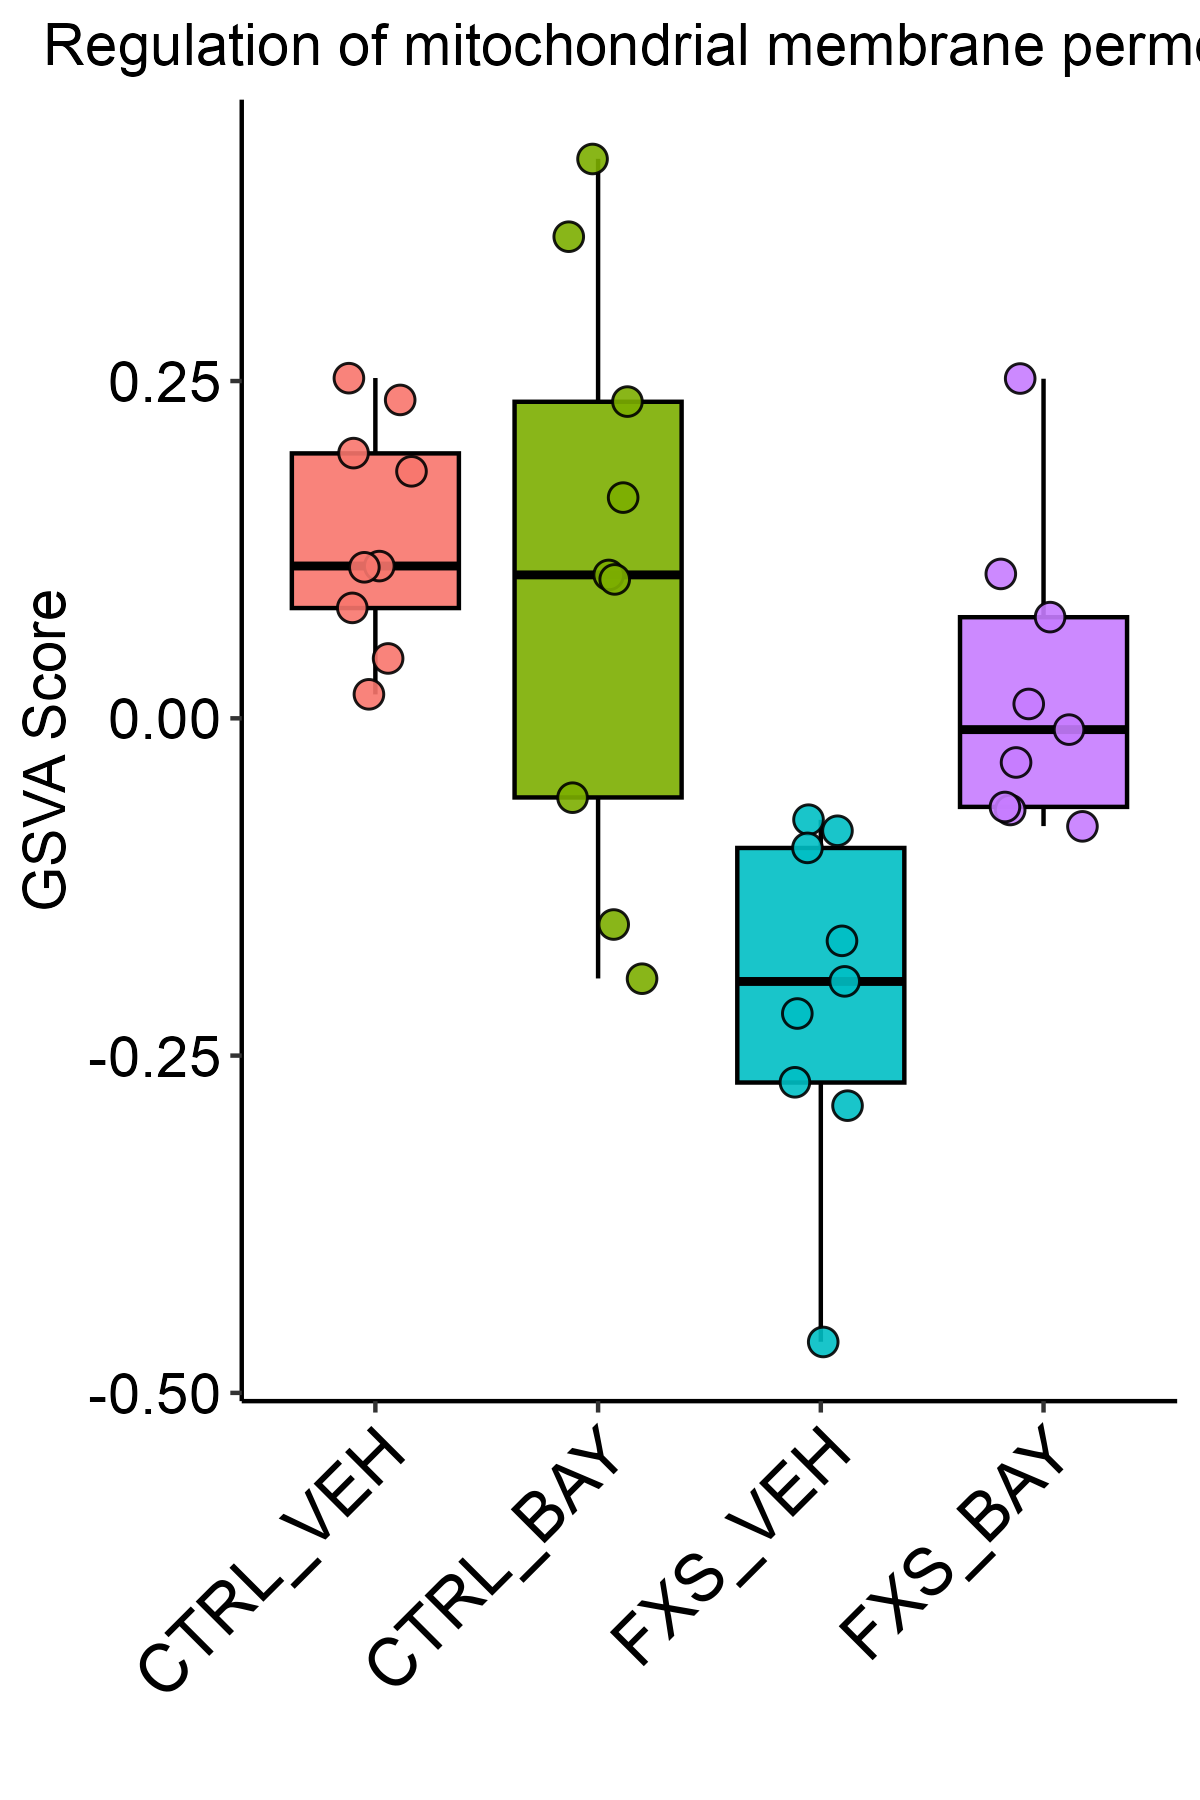 Regulation of mitochondrial membrane perme
GSVA Score
0.25
0.00
-0.25
-0.50
CTRL_VEH
CTRL_BAY
FXS_VEH
FXS_BAY